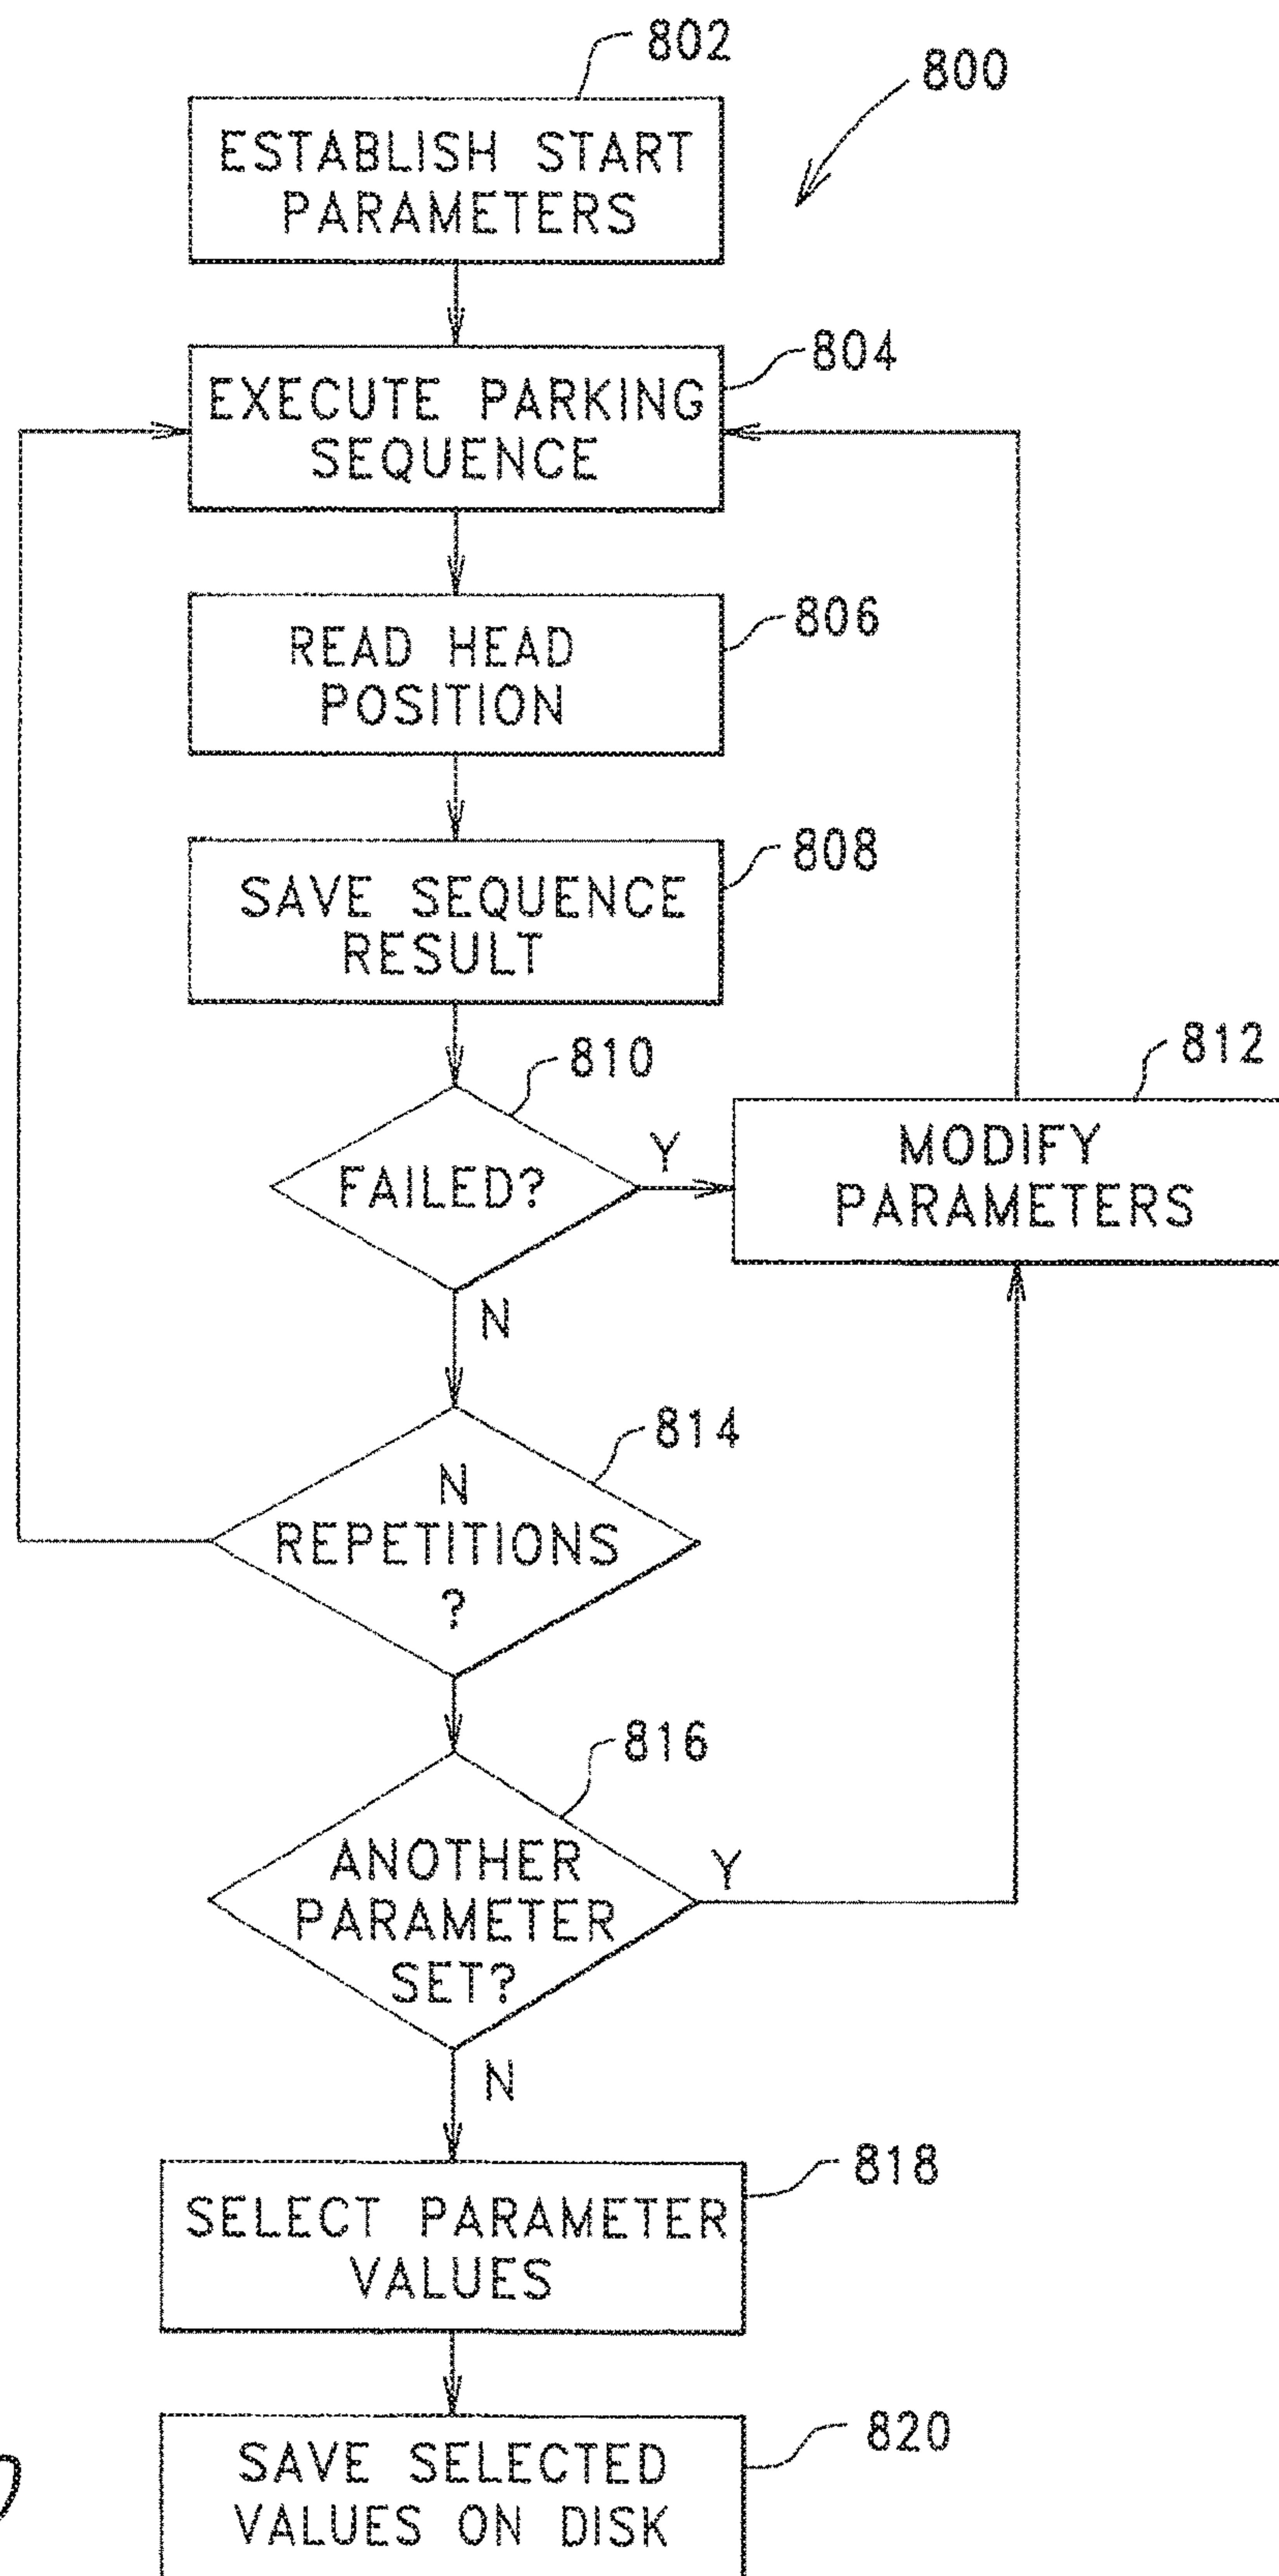 802
800
ESTABLISH START
PARAMETERS
804
EXECUTE PARKING
SEQUENCE
806
READ HEAD
POSITION
808
SAVE SEQUENCE
RESULT
810
FAILED?
Y
N
812
MODIFY
PARAMETERS
814
N
REPETITIONS
?
816
ANOTHER
PARAMETER
SET?
Y
N
818
SELECT PARAMETER
VALUES
820
SAVE SELECTED
VALUES ON DISK